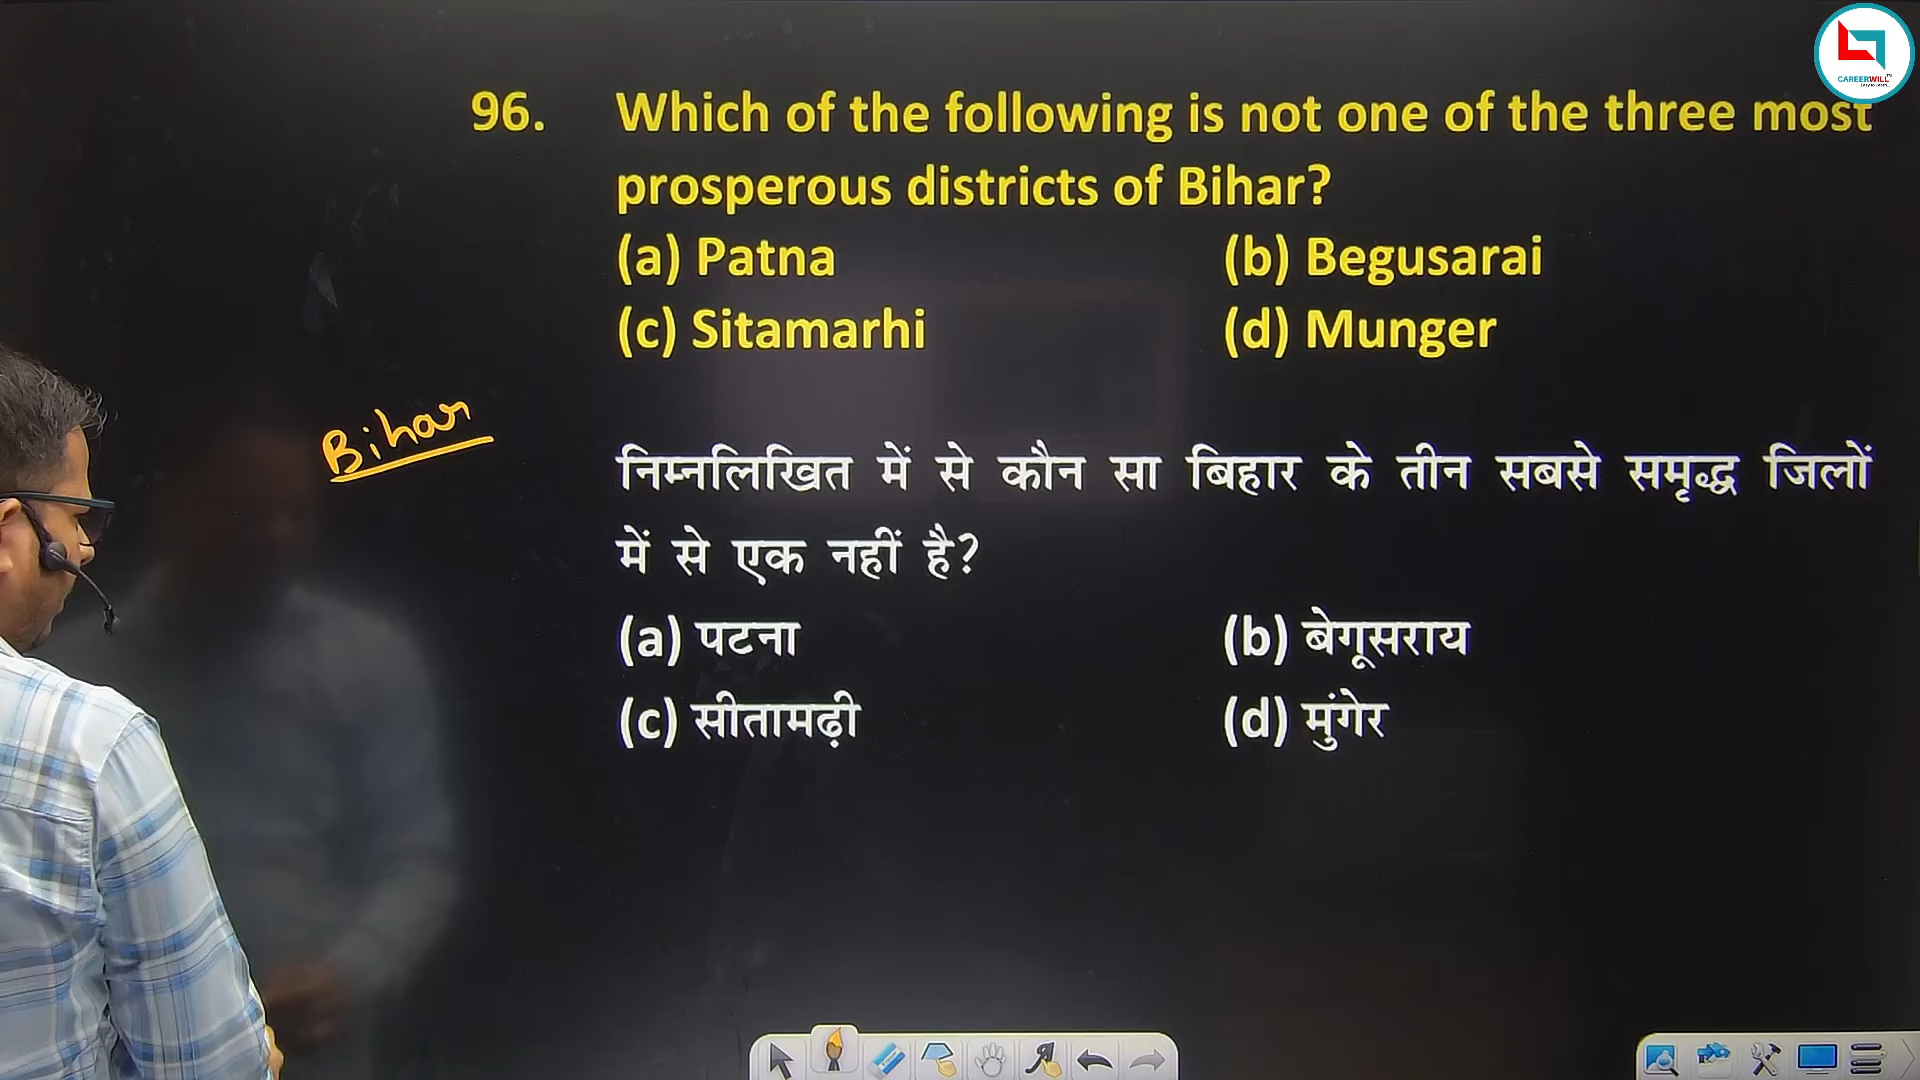 CAREERWILL
96. Which of the following is not one of the three most
prosperous districts of Bihar?
(a) Patna (b) Begusarai
(c) Sitamarhi (d) Munger
Bihar
निम्नलिखित में से कौन सा बिहार के तीन सबसे समृद्ध जिलों
में से एक नहीं है?
(a) पटना (b) बेगूसराय
(c) सीतामढ़ी (d) मुंगेर